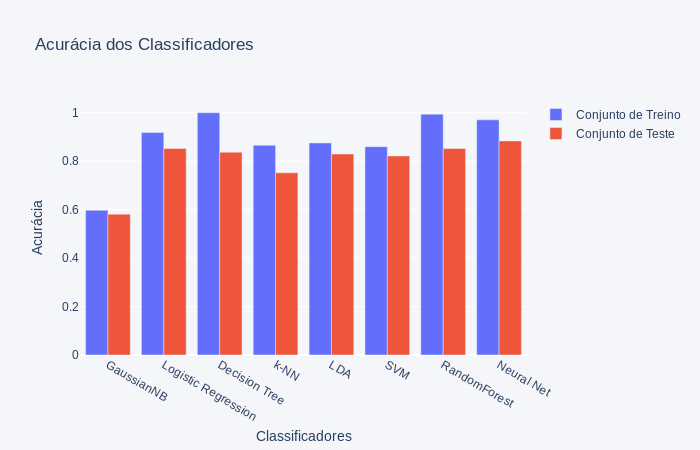 Acurácia dos Classificadores
Conjunto de Treino
Conjunto de Teste
Acurácia
1
0.8
0.6
0.4
0.2
0
GaussianNB
Logistic Regression
Decision Tree
k-NN
LDA
SVM
RandomForest
Neural Net
Classificadores